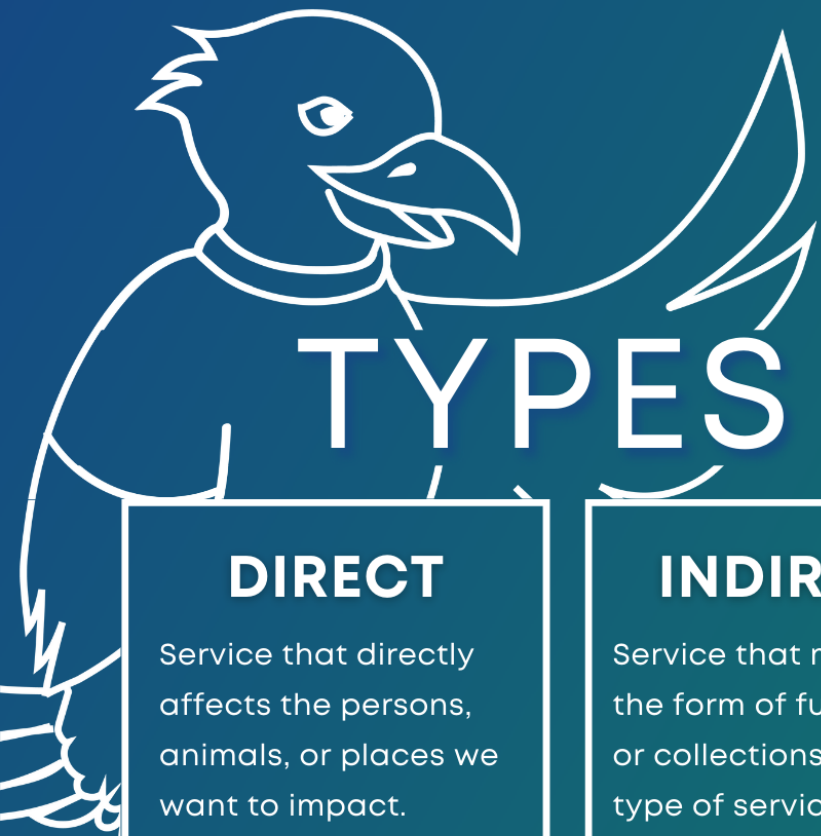 TYPES
DIRECT
Service that directly
affects the persons,
animals, or places we
want to impact.
INDIR
Service that
the form of
or collections
type of